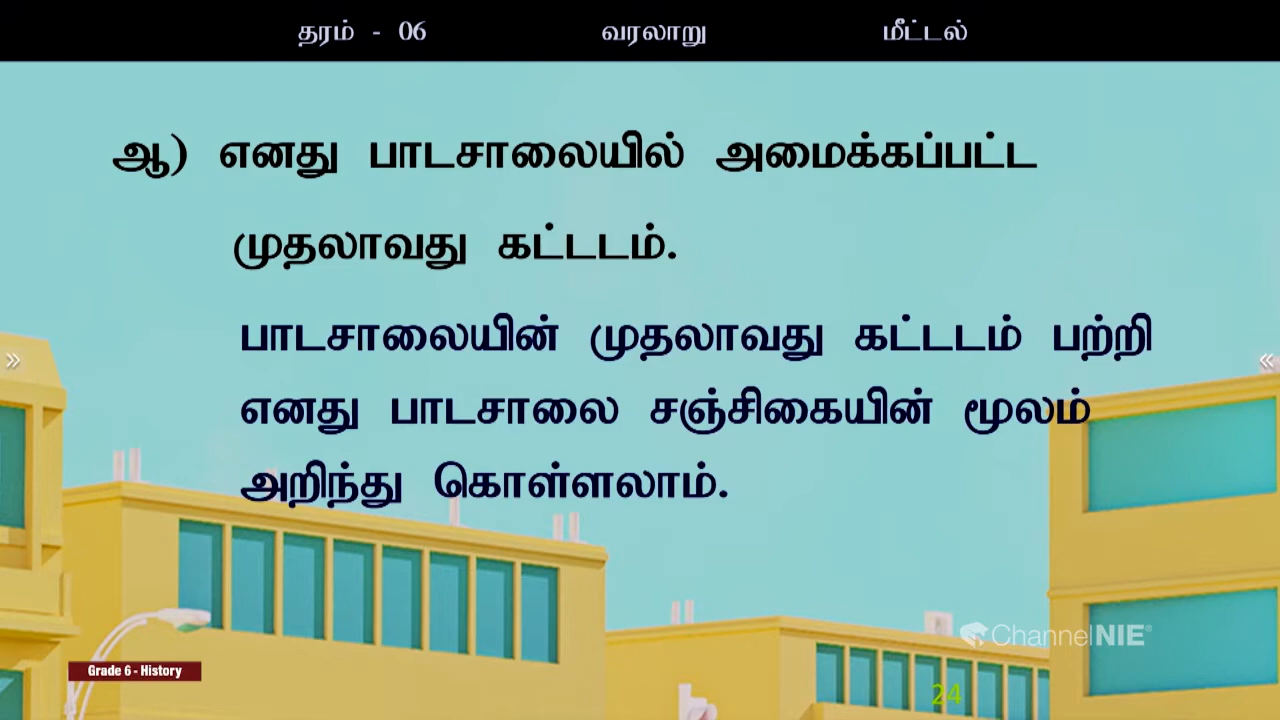 தரம் - 06 வரலாறு மீட்டல்
ஆ) எனது பாடசாலையில் அமைக்கப்பட்ட
முதலாவது கட்டடம்.
பாடசாலையின் முதலாவது கட்டடம் பற்றி
எனது பாடசாலை சஞ்சிகையின் மூலம்
அறிந்து கொள்ளலாம்.
ChannelNIE®
Grade 6 - History
24